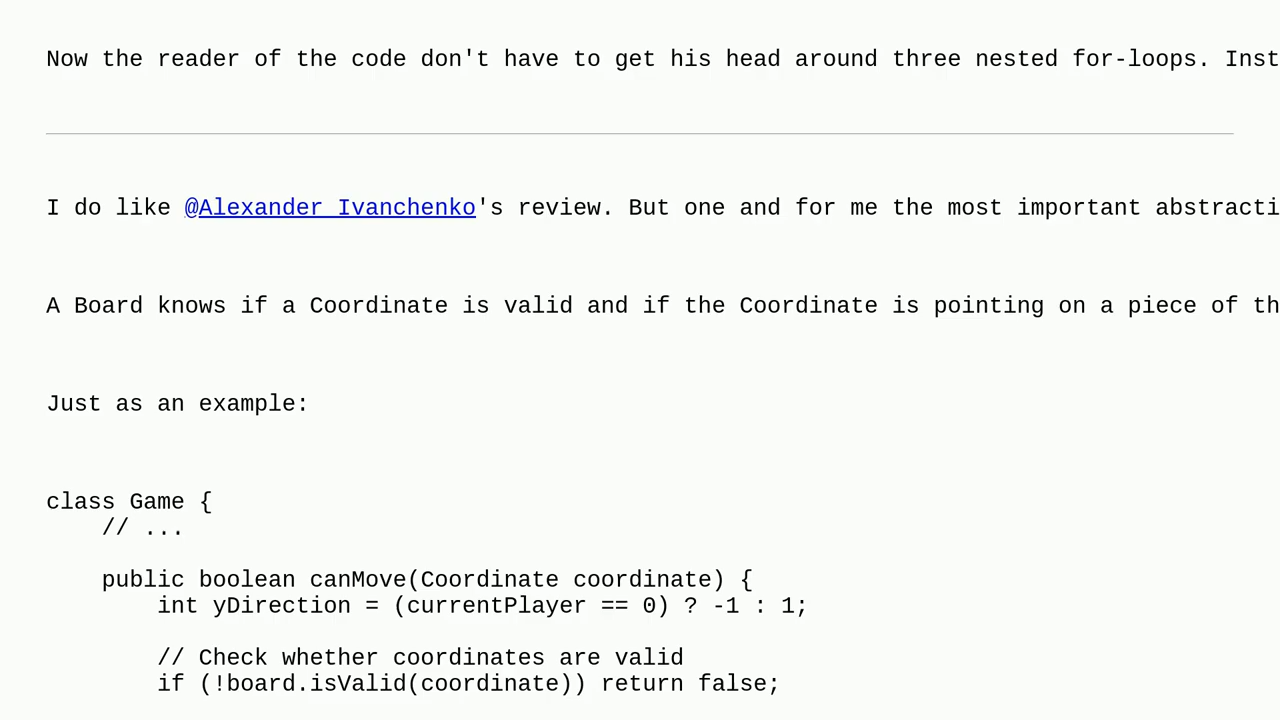 Now the reader of the code don't have to get his head around three nested for-loops. Inst
I do like @Alexander Ivanchenko's review. But one and for me the most important abstracti
A Board knows if a Coordinate is valid and if the Coordinate is pointing on a piece of th
Just as an example:
class Game {
    // ...
    public boolean canMove(Coordinate coordinate) {
        int yDirection = (currentPlayer == 0) ? -1 : 1;
        // Check whether coordinates are valid
        if (!board.isValid(coordinate)) return false;